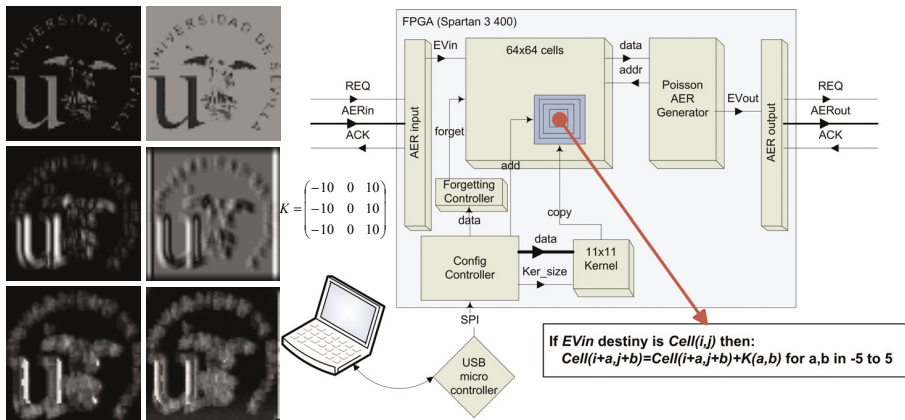 UNIVERSIDAD DE SEVILLA
U
UNIVERSIDAD DE SEVILLA
U
u
u
u
u
K = (−10 0 10
−10 0 10
−10 0 10)
FPGA (Spartan 3 400)
EVin
64x64 cells
data
addr
Poisson
AER
Generator
EVout
REQ
AERin
ACK
AER input
forget
add
AER output
REQ
AERout
ACK
Forgetting
Controller
data
copy
Config
Controller
data
Ker_size
11x11
Kernel
SPI
USB
micro
controller
If EVin destiny is Cell(i,j) then:
Cell(i+a,j+b)=Cell(i+a,j+b)+K(a,b) for a,b in -5 to 5